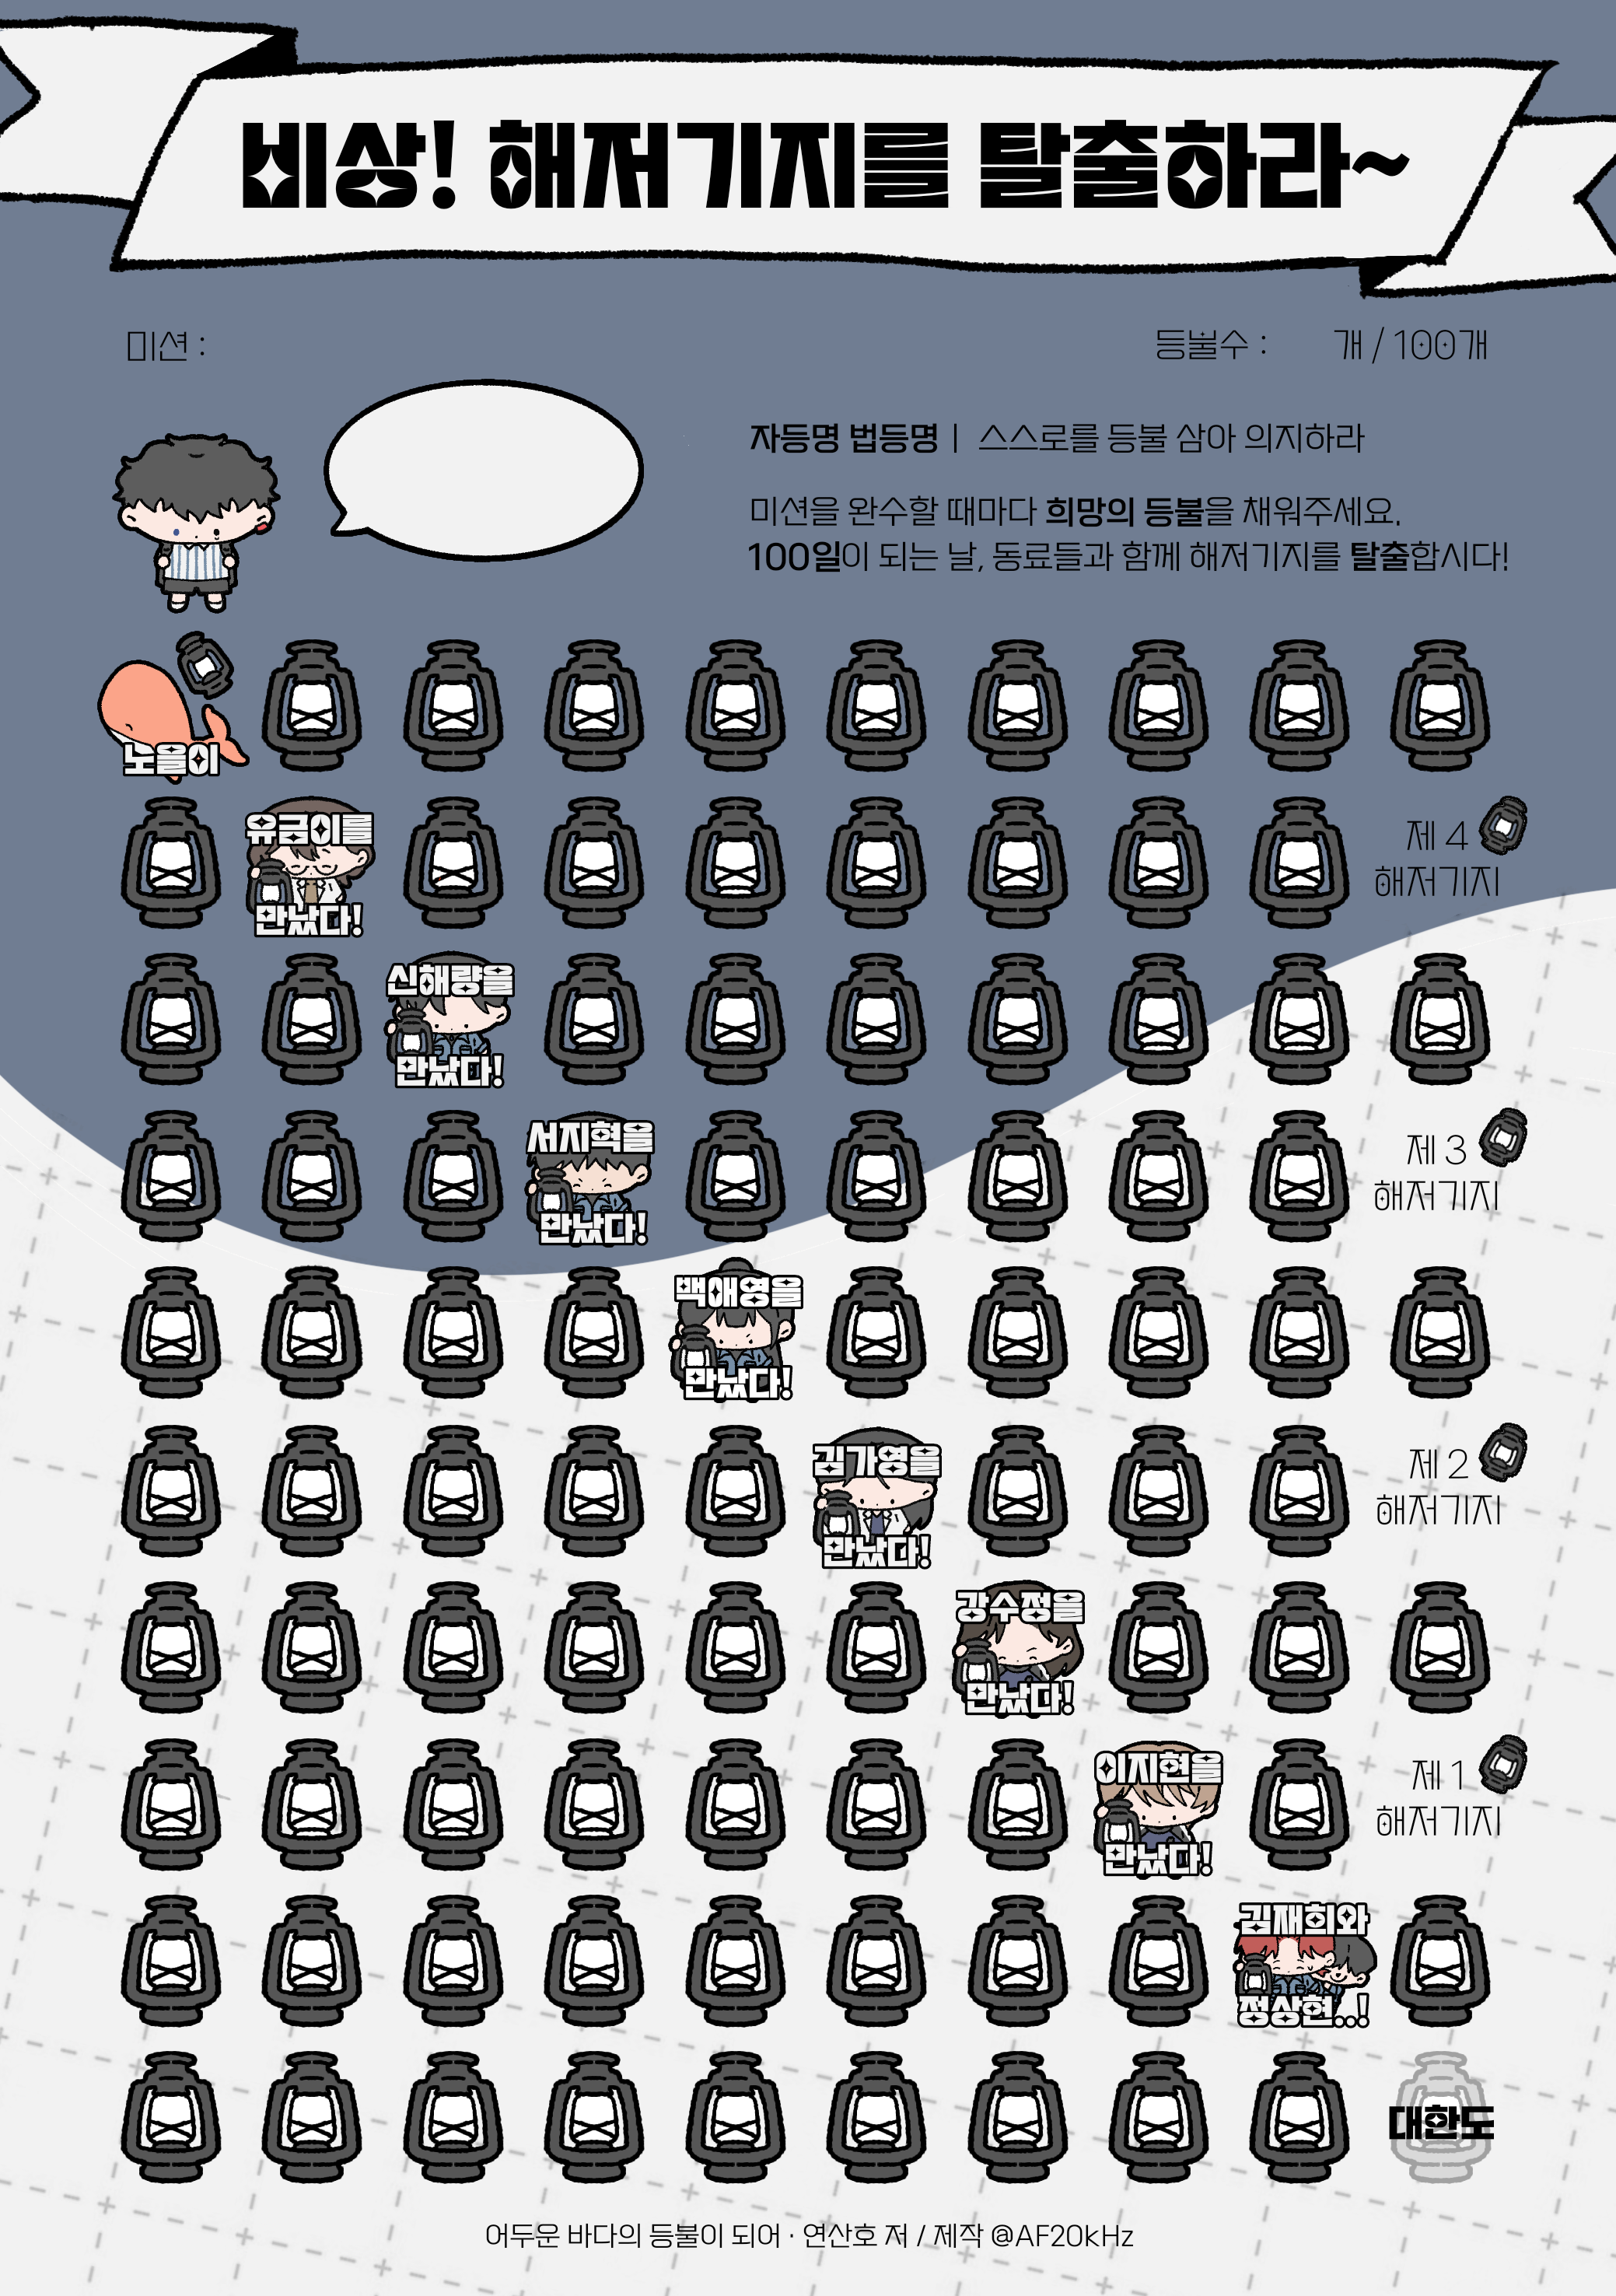 비상! 해저기지를 탈출하라~
미션 :
등불수 : 개 / 100개
자등명 법등명 | 스스로를 등불 삼아 의지하라
미션을 완수할 때마다 희망의 등불을 채워주세요.
100일이 되는 날, 동료들과 함께 해저기지를 탈출합시다!
노을이
유금이를
만났다!
제 4
해저기지
신해량을
만났다!
서지혁을
만났다!
제 3
해저기지
백애영을
만났다!
김가영을
만났다!
제 2
해저기지
강수정을
만났다!
이지현을
만났다!
제 1
해저기지
김재희와
정상현..!
대한도
어두운 바다의 등불이 되어 · 연산호 저 / 제작 @AF20kHz